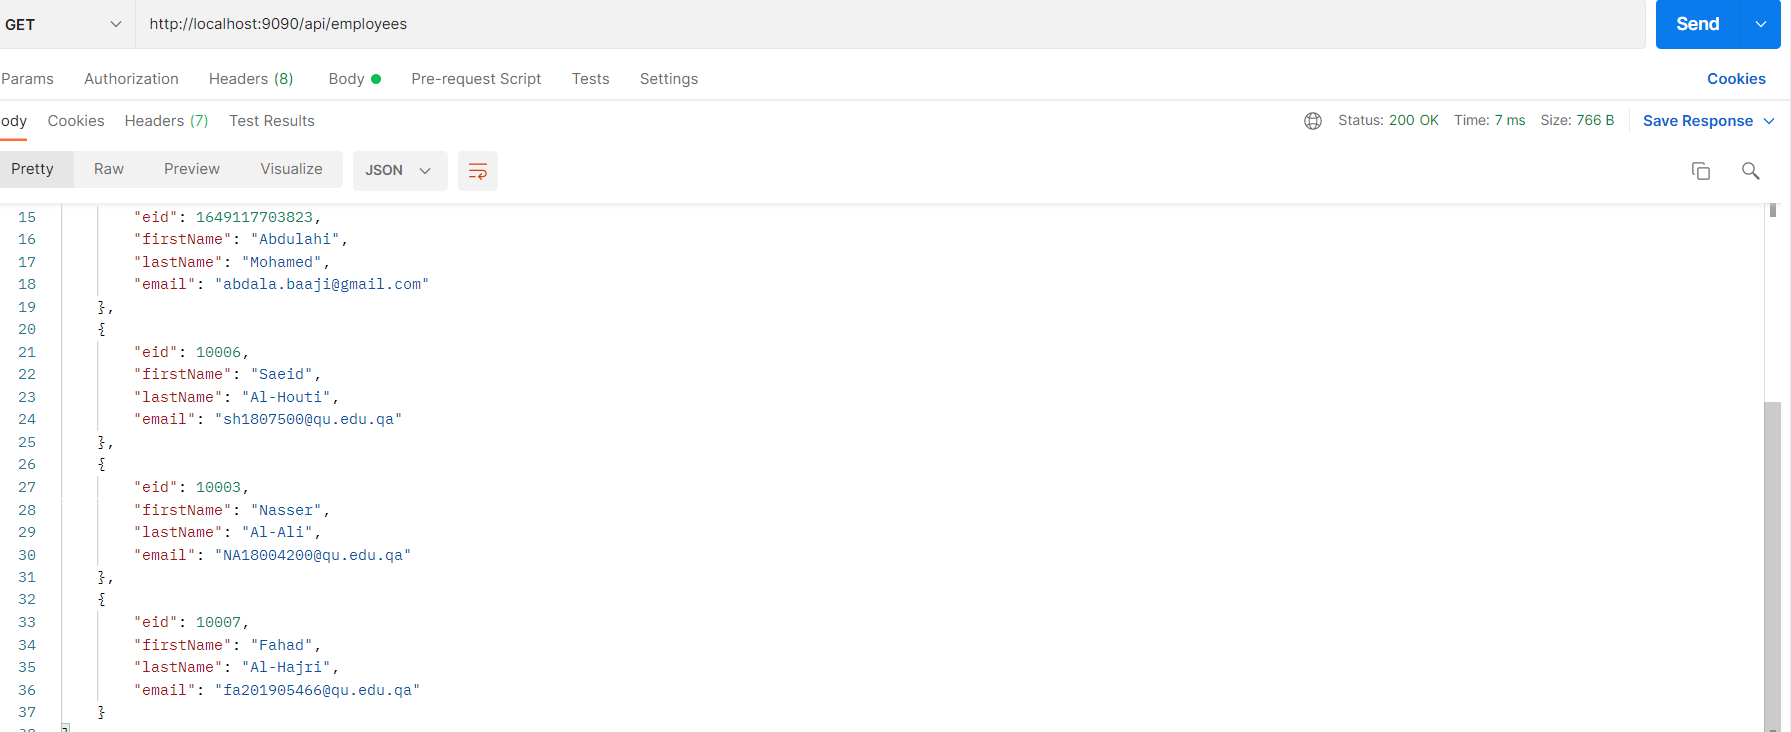 GET http://localhost:9090/api/employees Send
Params Authorization Headers (8) Body Pre-request Script Tests Settings Cookies
ody Cookies Headers (7) Test Results Status: 200 OK Time: 7 ms Size: 766 B Save Response
Pretty Raw Preview Visualize JSON
15 "eid": 1649117703823,
16 "firstName": "Abdulahi",
17 "lastName": "Mohamed",
18 "email": "abdala.baaji@gmail.com"
19 },
20 {
21 "eid": 10006,
22 "firstName": "Saeid",
23 "lastName": "Al-Houti",
24 "email": "sh1807500@qu.edu.qa"
25 },
26 {
27 "eid": 10003,
28 "firstName": "Nasser",
29 "lastName": "Al-Ali",
30 "email": "NA18004200@qu.edu.qa"
31 },
32 {
33 "eid": 10007,
34 "firstName": "Fahad",
35 "lastName": "Al-Hajri",
36 "email": "fa201905466@qu.edu.qa"
37 }
38 ]